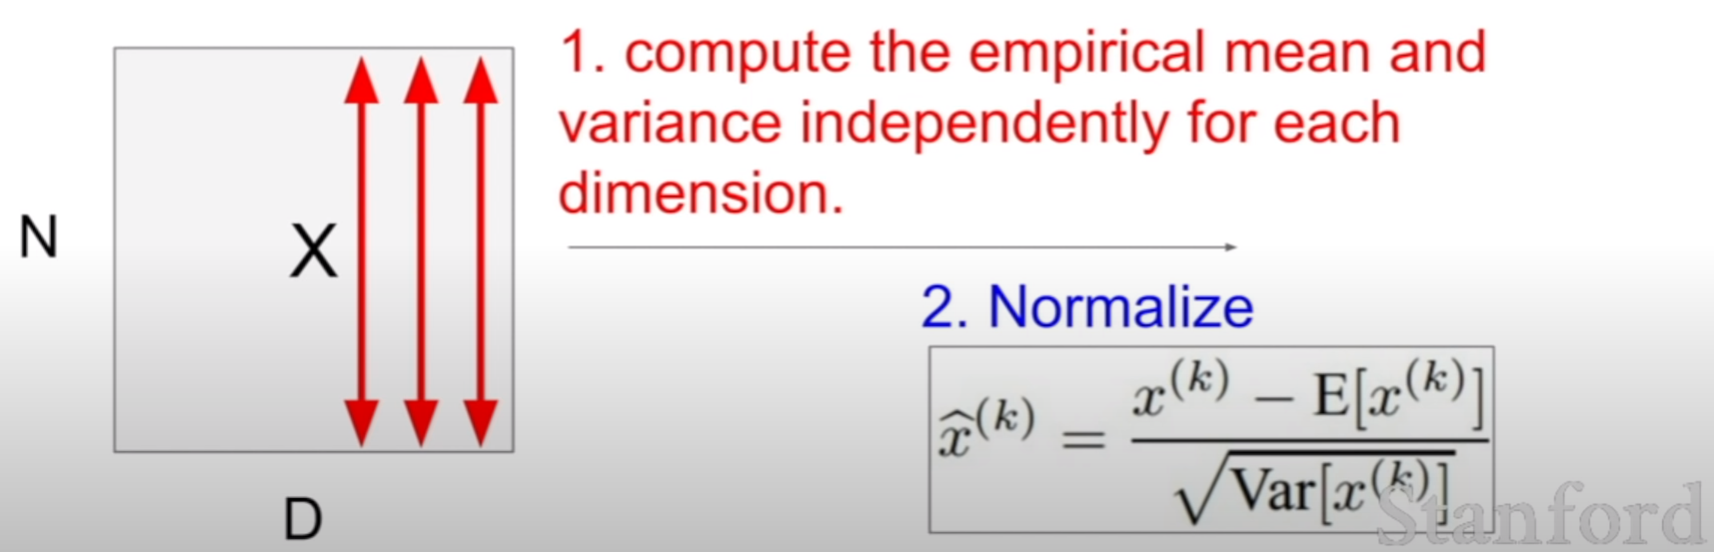 1. compute the empirical mean and
variance independently for each
dimension.
N
X
D
2. Normalize
x̂^(k) = (x^(k) − E[x^(k)]) / √(Var[x^(k)])
Stanford